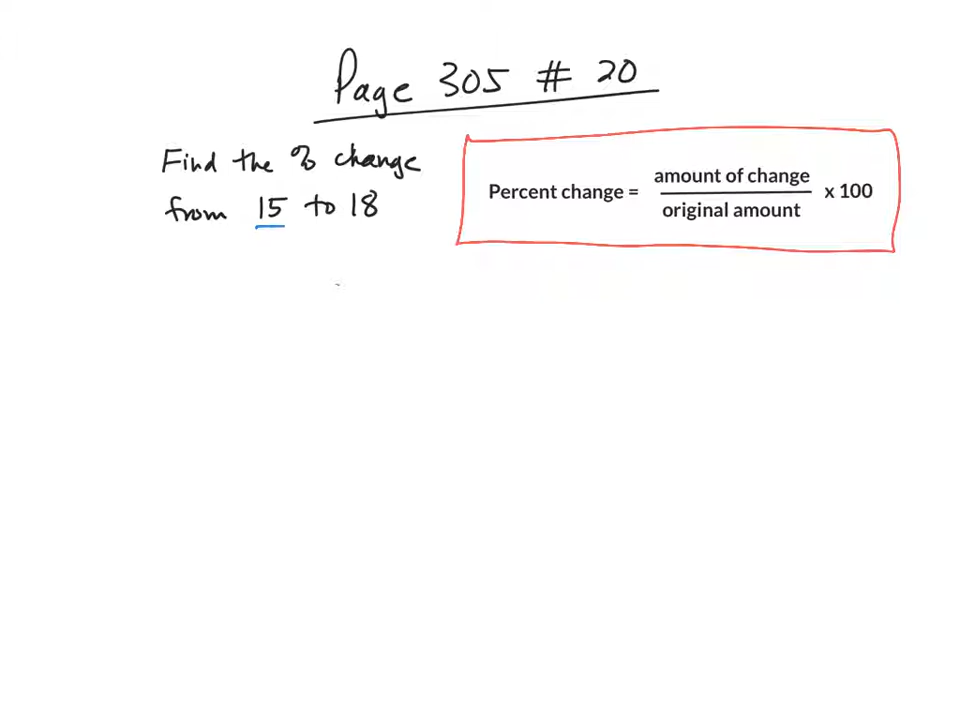 Page 305 # 20
Find the % change
from 15 to 18
Percent change = amount of change / original amount x 100